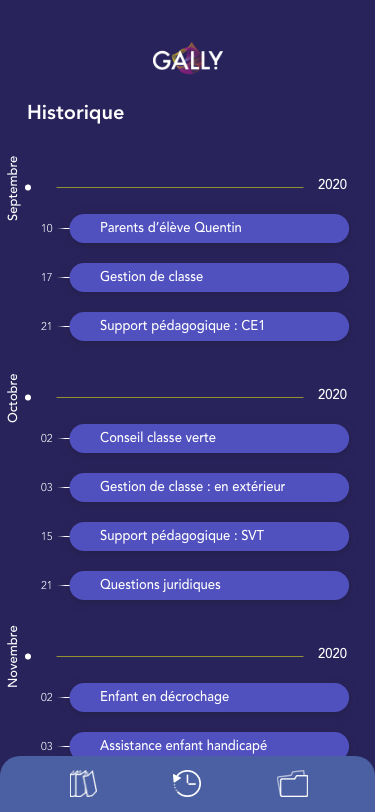 GALLY
Historique
Septembre
2020
10 Parents d’élève Quentin
17 Gestion de classe
21 Support pédagogique : CE1
Octobre
2020
02 Conseil classe verte
03 Gestion de classe : en extérieur
15 Support pédagogique : SVT
21 Questions juridiques
Novembre
2020
02 Enfant en décrochage
03 Assistance enfant handicapé